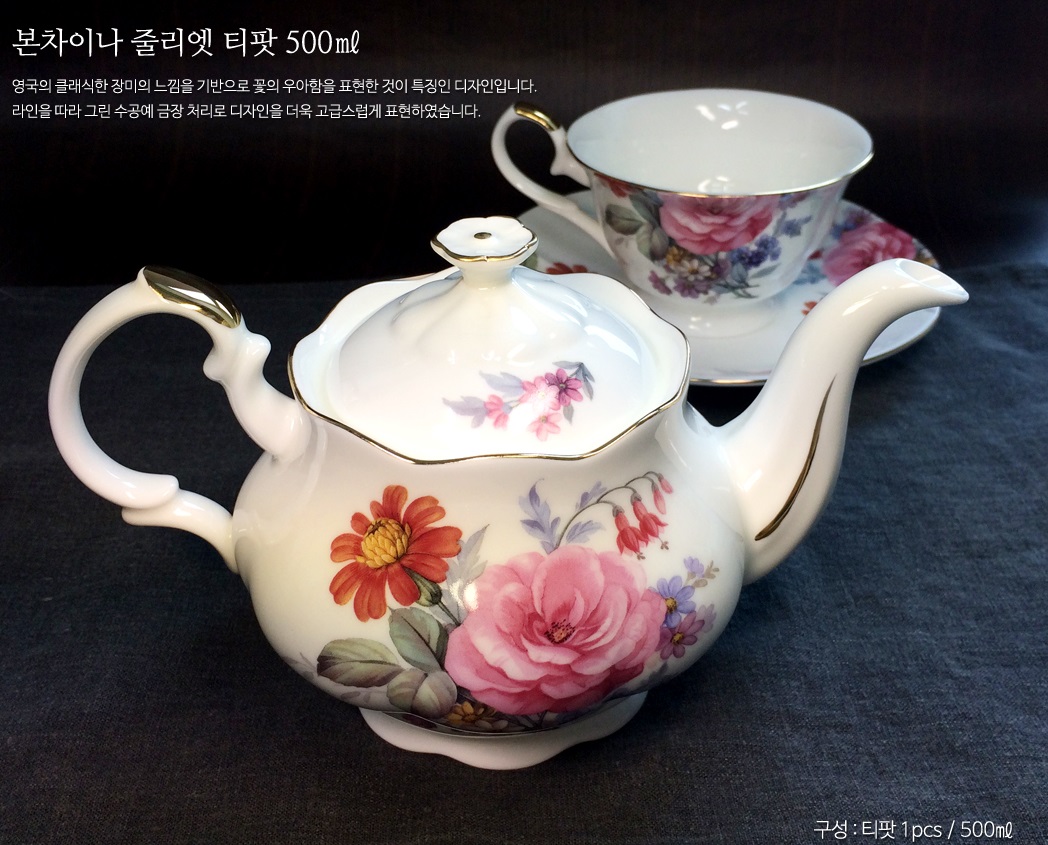 본차이나 줄리엣 티팟 500㎖
영국의 클래식한 장미의 느낌을 기반으로 꽃의 우아함을 표현한 것이 특징인 디자인입니다.
라인을 따라 그린 수공예 금장 처리로 디자인을 더욱 고급스럽게 표현하였습니다.
구성 : 티팟 1pcs / 500㎖